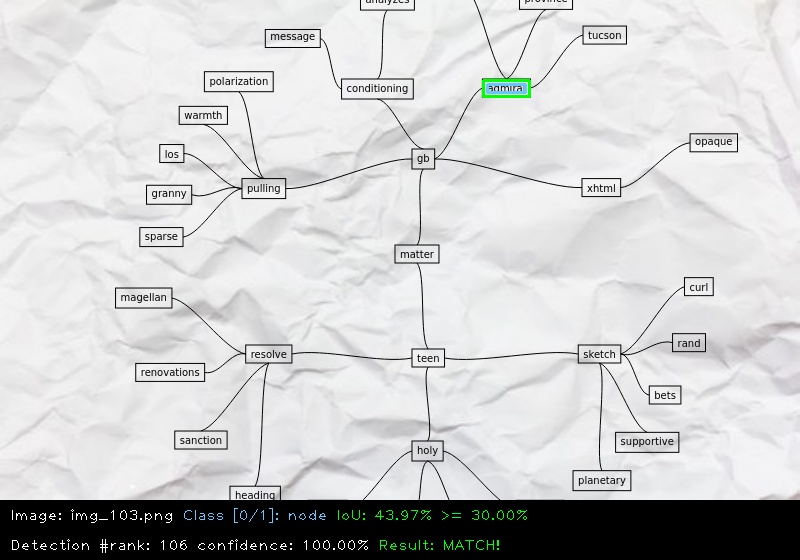 analyzes
province
message
tucson
polarization
conditioning
admiral
warmth
opaque
los
gb
pulling
xhtml
granny
sparse
matter
curl
magellan
rand
resolve
teen
sketch
renovations
bets
sanction
supportive
holy
planetary
heading
Image: img_103.png Class [0/1]: node IoU: 43.97% >= 30.00%
Detection #rank: 106 confidence: 100.00% Result: MATCH!